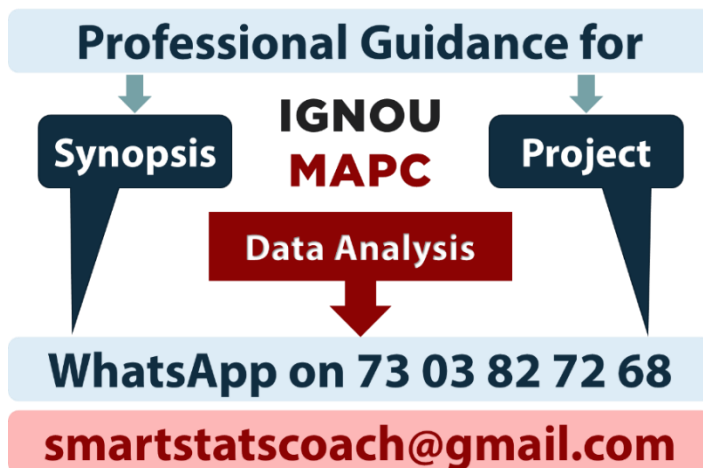 Professional Guidance for
Synopsis
IGNOU
MAPC
Project
Data Analysis
WhatsApp on 73 03 82 72 68
smartstatscoach@gmail.com